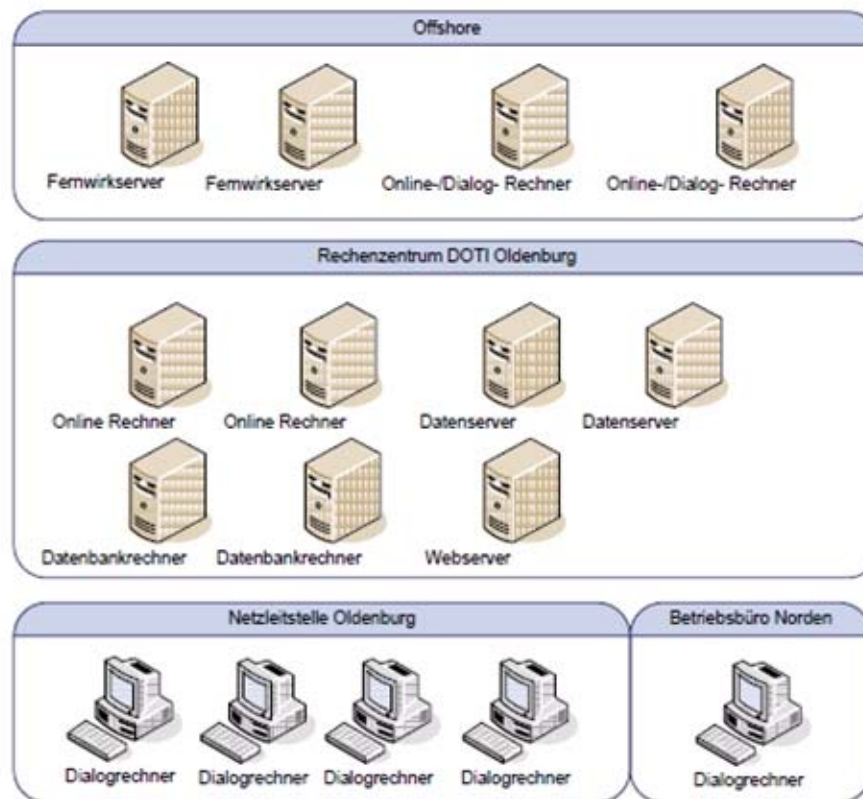 Offshore
Fernwirkserver Fernwirkserver Online-/Dialog- Rechner Online-/Dialog- Rechner
Rechenzentrum DOTI Oldenburg
Online Rechner Online Rechner Datenserver Datenserver
Datenbankrechner Datenbankrechner Webserver
Netzleitstelle Oldenburg Betriebsbüro Norden
Dialogrechner Dialogrechner Dialogrechner Dialogrechner Dialogrechner